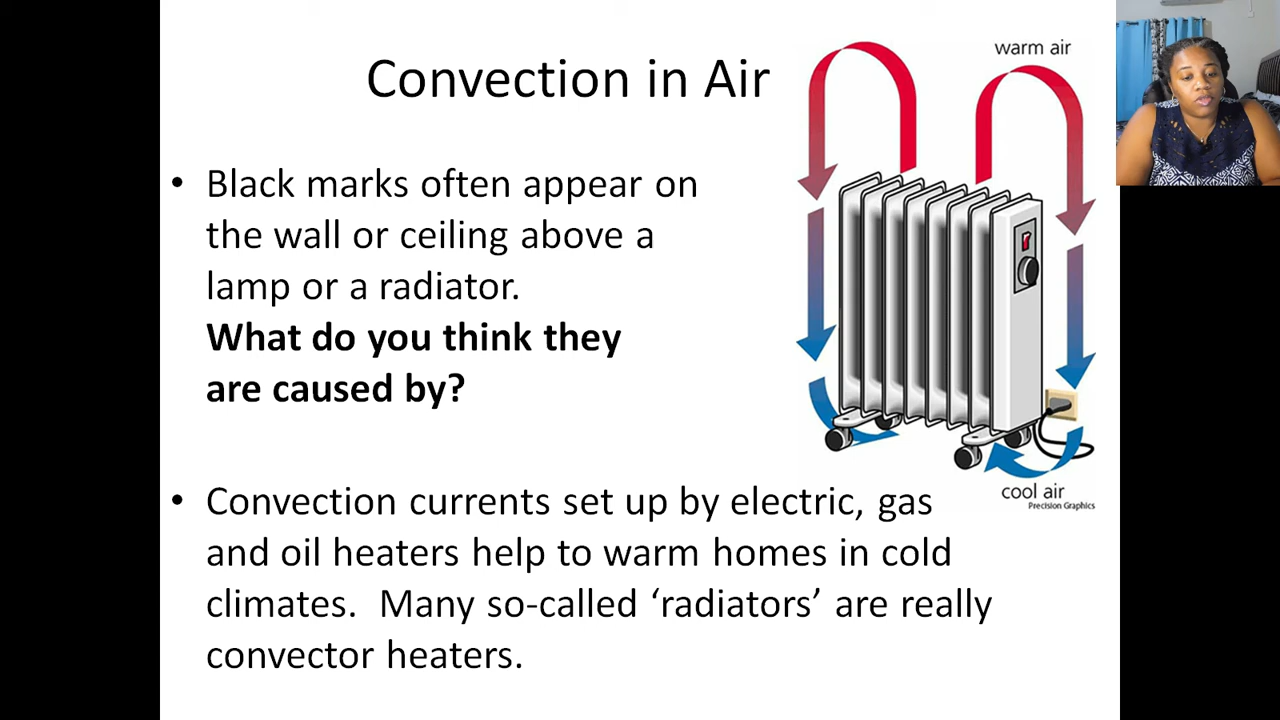 Convection in Air
warm air
• Black marks often appear on
the wall or ceiling above a
lamp or a radiator.
What do you think they
are caused by?
cool air
Precision Graphics
• Convection currents set up by electric, gas
and oil heaters help to warm homes in cold
climates.  Many so-called ‘radiators’ are really
convector heaters.